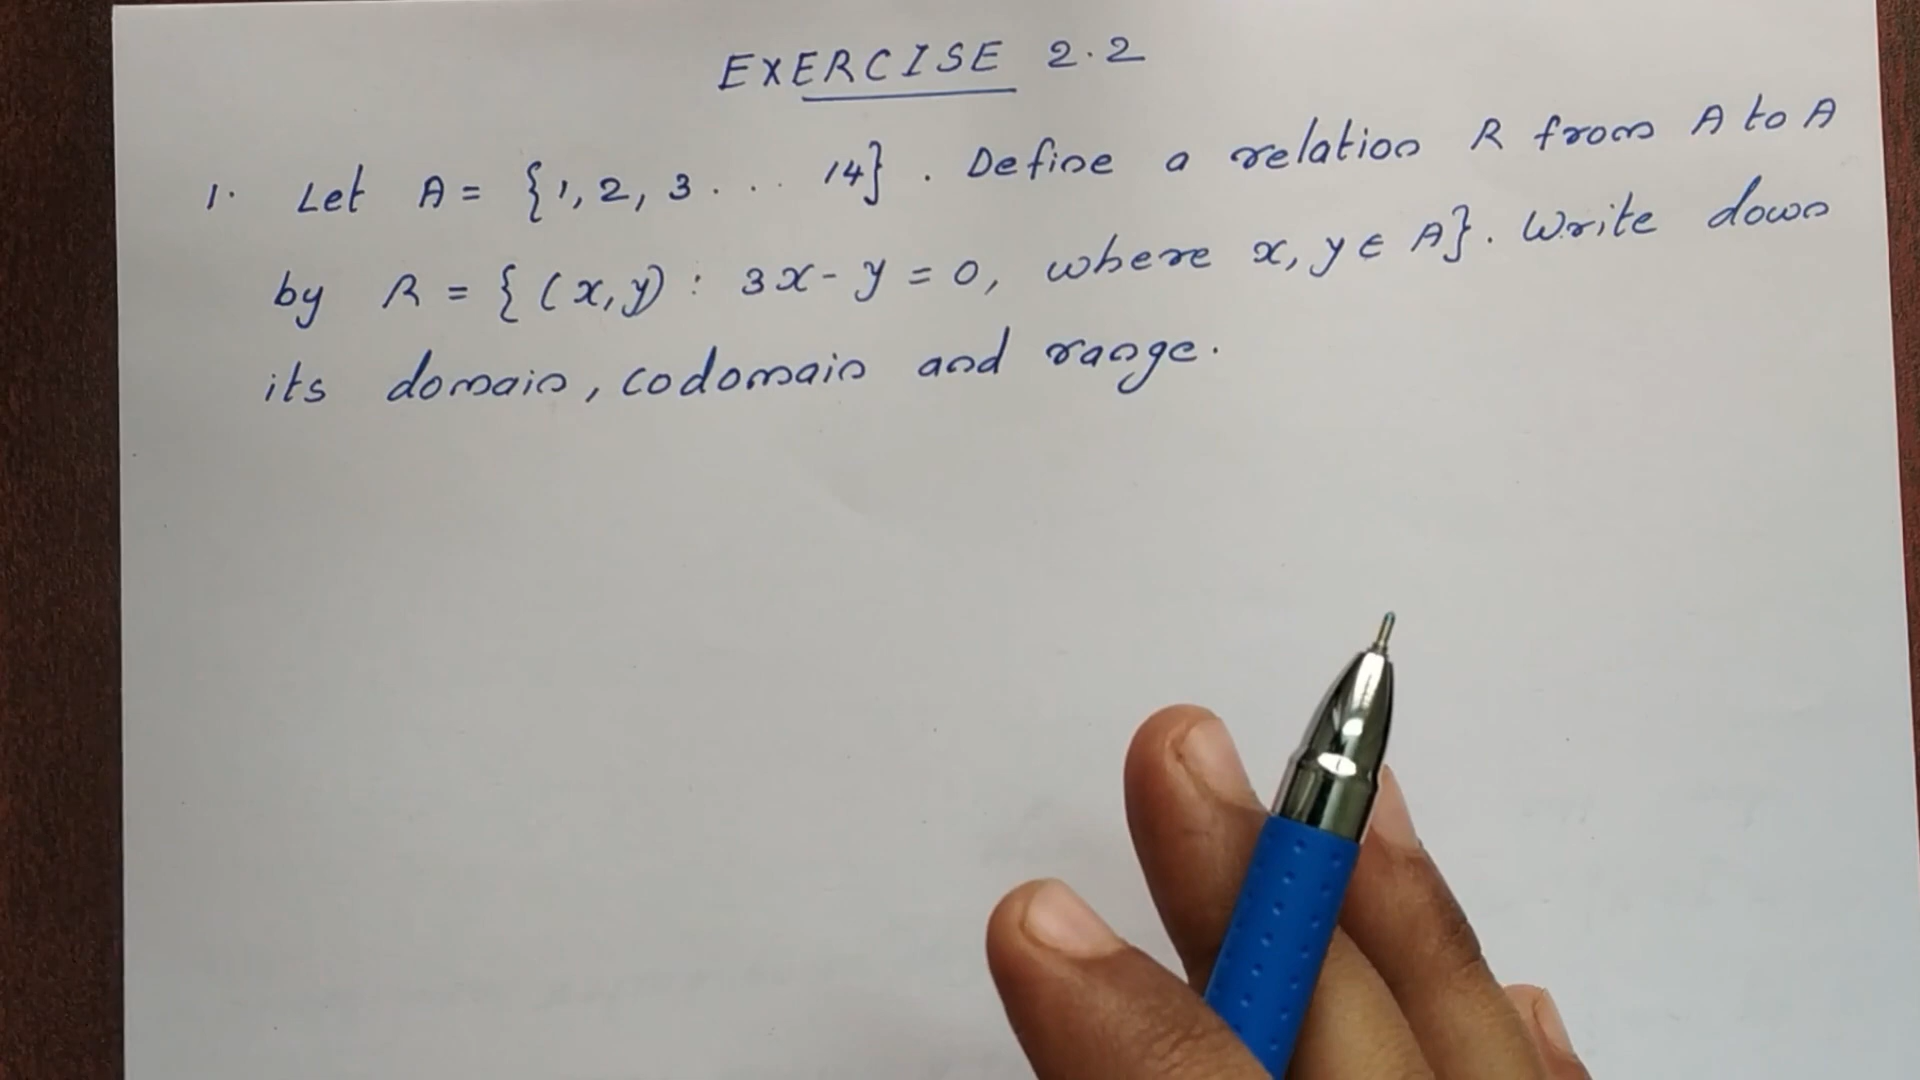 EXERCISE 2.2
1. Let A = {1, 2, 3 . . . 14} . Define a relation R from A to A
by R = { (x, y) : 3x - y = 0, where x, y ∈ A}. Write down
its domain, codomain and range.